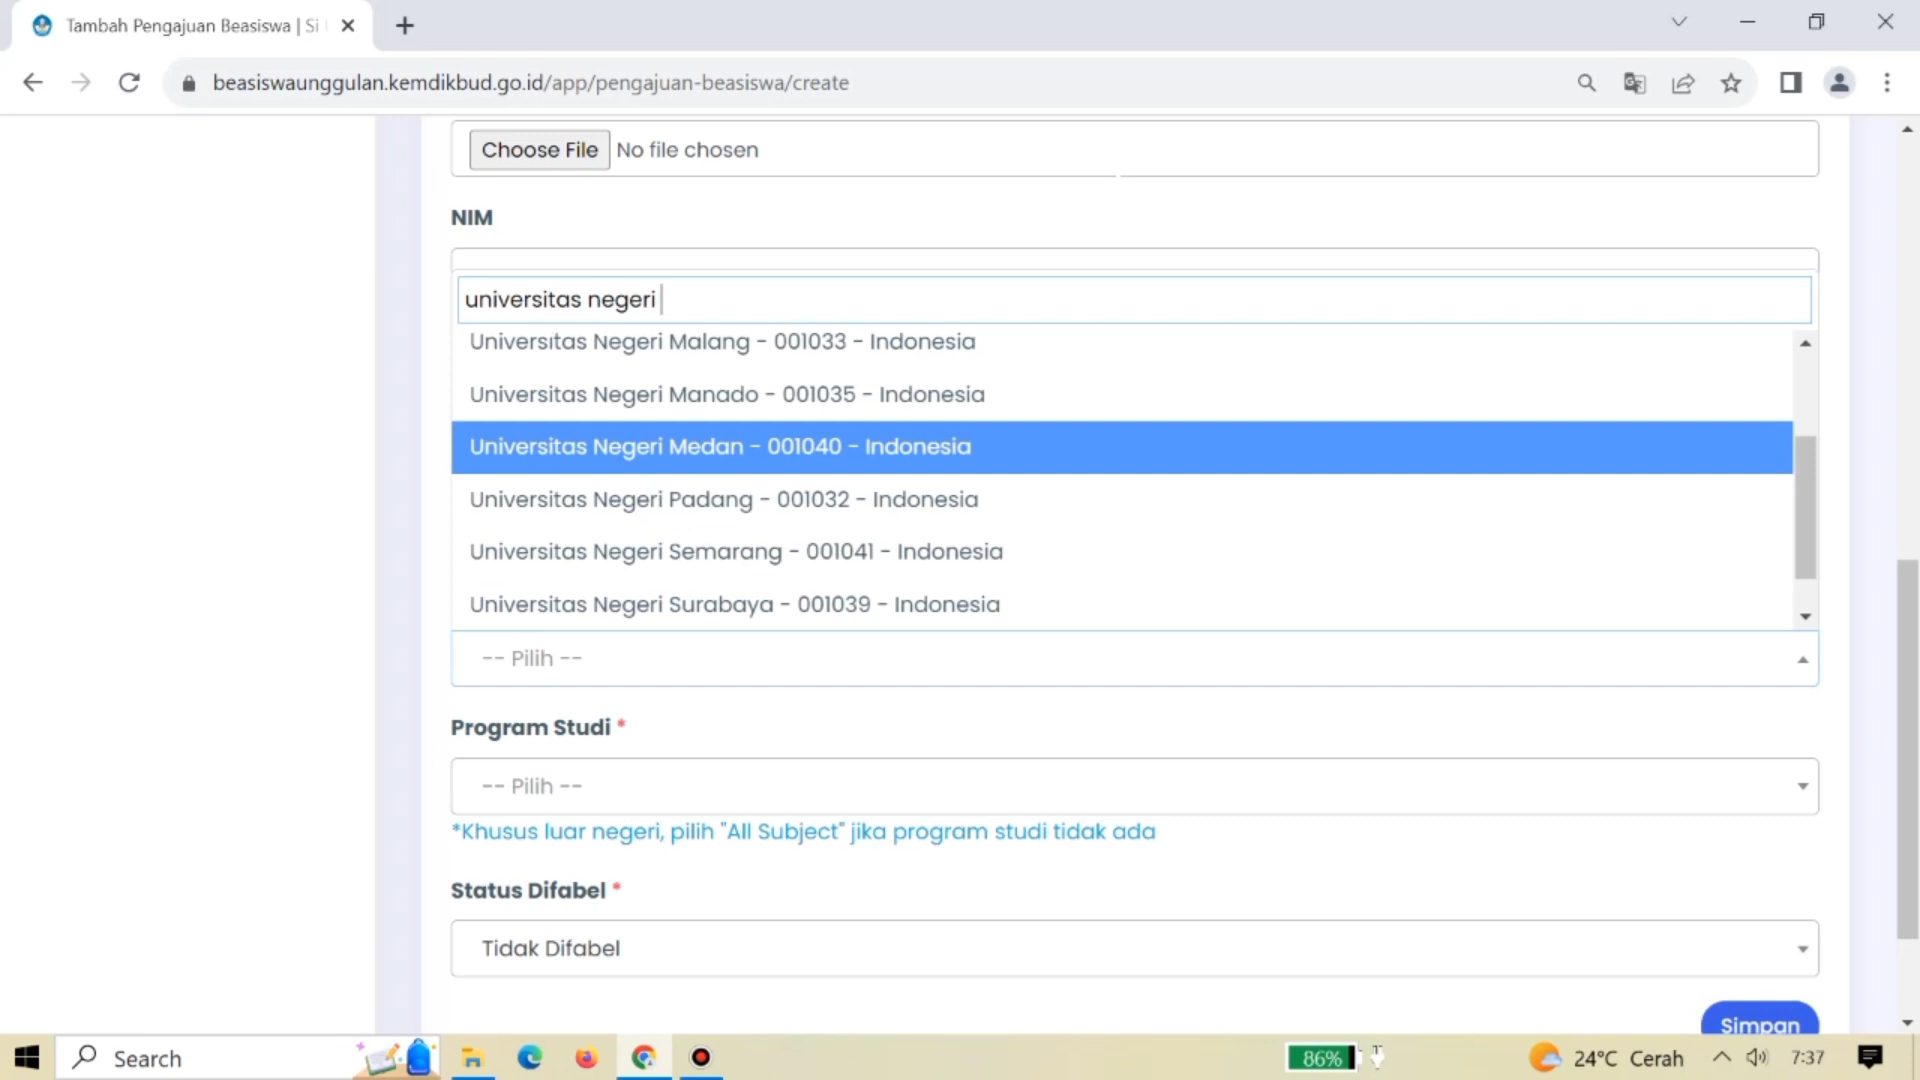 Tambah Pengajuan Beasiswa | Si
beasiswaunggulan.kemdikbud.go.id/app/pengajuan-beasiswa/create
Choose File No file chosen
NIM
universitas negeri
Universitas Negeri Malang - 001033 - Indonesia
Universitas Negeri Manado - 001035 - Indonesia
Universitas Negeri Medan - 001040 - Indonesia
Universitas Negeri Padang - 001032 - Indonesia
Universitas Negeri Semarang - 001041 - Indonesia
Universitas Negeri Surabaya - 001039 - Indonesia
-- Pilih --
Program Studi *
-- Pilih --
*Khusus luar negeri, pilih "All Subject" jika program studi tidak ada
Status Difabel *
Tidak Difabel
Simpan
Search 86% 24°C Cerah 7:37